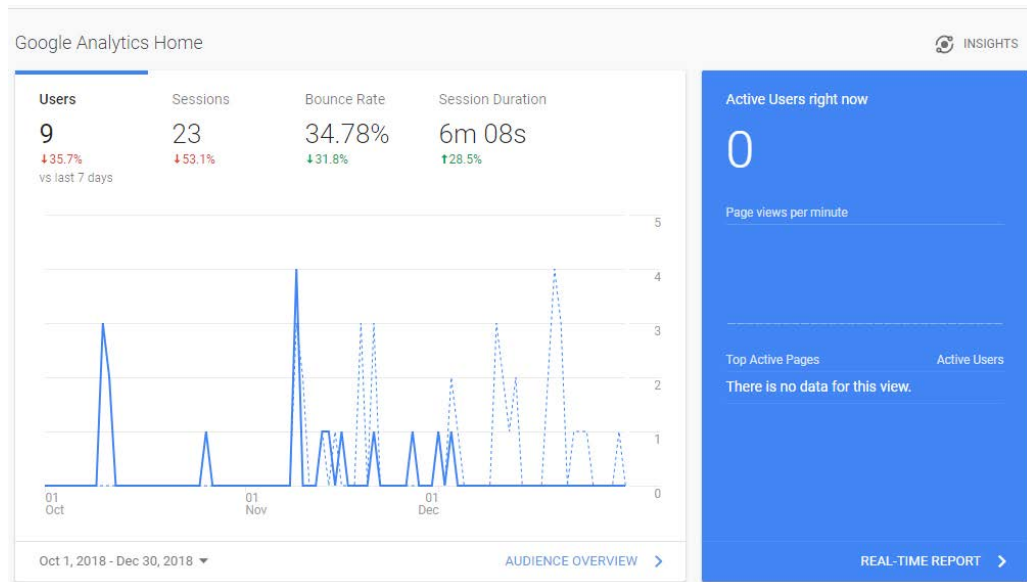 Google Analytics Home
INSIGHTS
Users
Sessions
Bounce Rate
Session Duration
9
23
34.78%
6m 08s
↓35.7%
↓53.1%
↓31.8%
↑28.5%
vs last 7 days
5
4
3
2
1
0
01
Oct
01
Nov
01
Dec
Oct 1, 2018 - Dec 30, 2018
AUDIENCE OVERVIEW
Active Users right now
0
Page views per minute
Top Active Pages
Active Users
There is no data for this view.
REAL-TIME REPORT